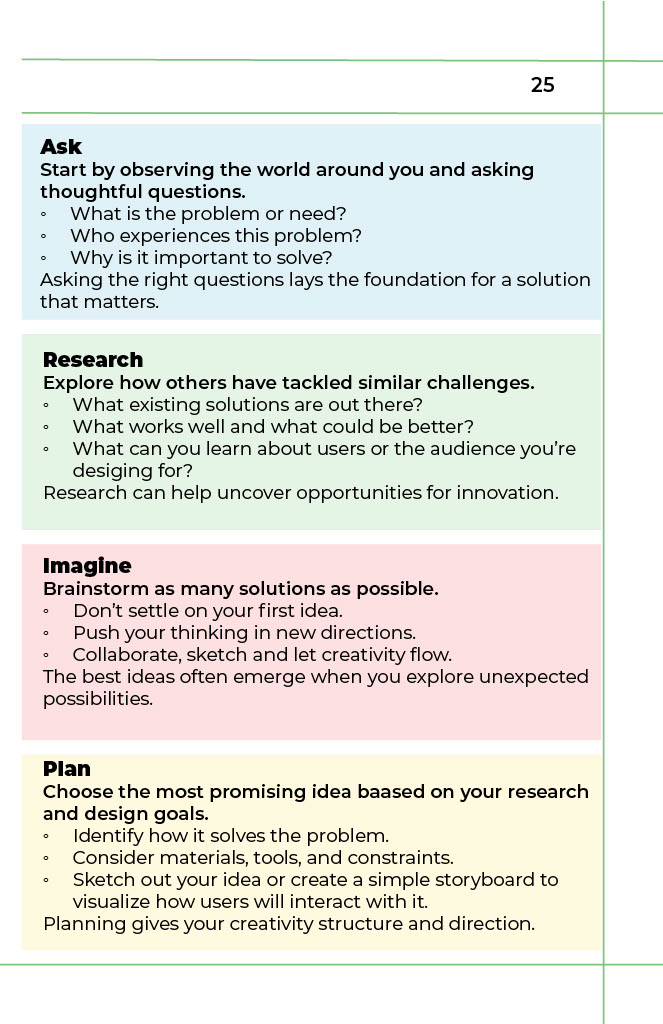 25
Ask
Start by observing the world around you and asking
thoughtful questions.
◦ What is the problem or need?
◦ Who experiences this problem?
◦ Why is it important to solve?
Asking the right questions lays the foundation for a solution
that matters.
Research
Explore how others have tackled similar challenges.
◦ What existing solutions are out there?
◦ What works well and what could be better?
◦ What can you learn about users or the audience you’re
desiging for?
Research can help uncover opportunities for innovation.
Imagine
Brainstorm as many solutions as possible.
◦ Don’t settle on your first idea.
◦ Push your thinking in new directions.
◦ Collaborate, sketch and let creativity flow.
The best ideas often emerge when you explore unexpected
possibilities.
Plan
Choose the most promising idea baased on your research
and design goals.
◦ Identify how it solves the problem.
◦ Consider materials, tools, and constraints.
◦ Sketch out your idea or create a simple storyboard to
visualize how users will interact with it.
Planning gives your creativity structure and direction.